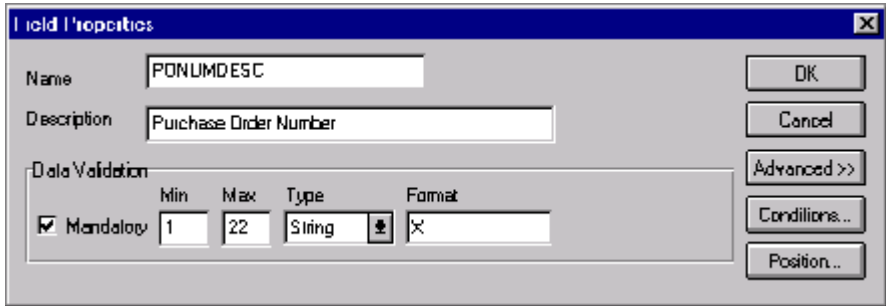 Field Properties
Name PONUMDESC
Description Purchase Order Number
Data Validation
Min Max Type Format
Mandatory 1 22 String X
OK
Cancel
Advanced >>
Conditions...
Position...